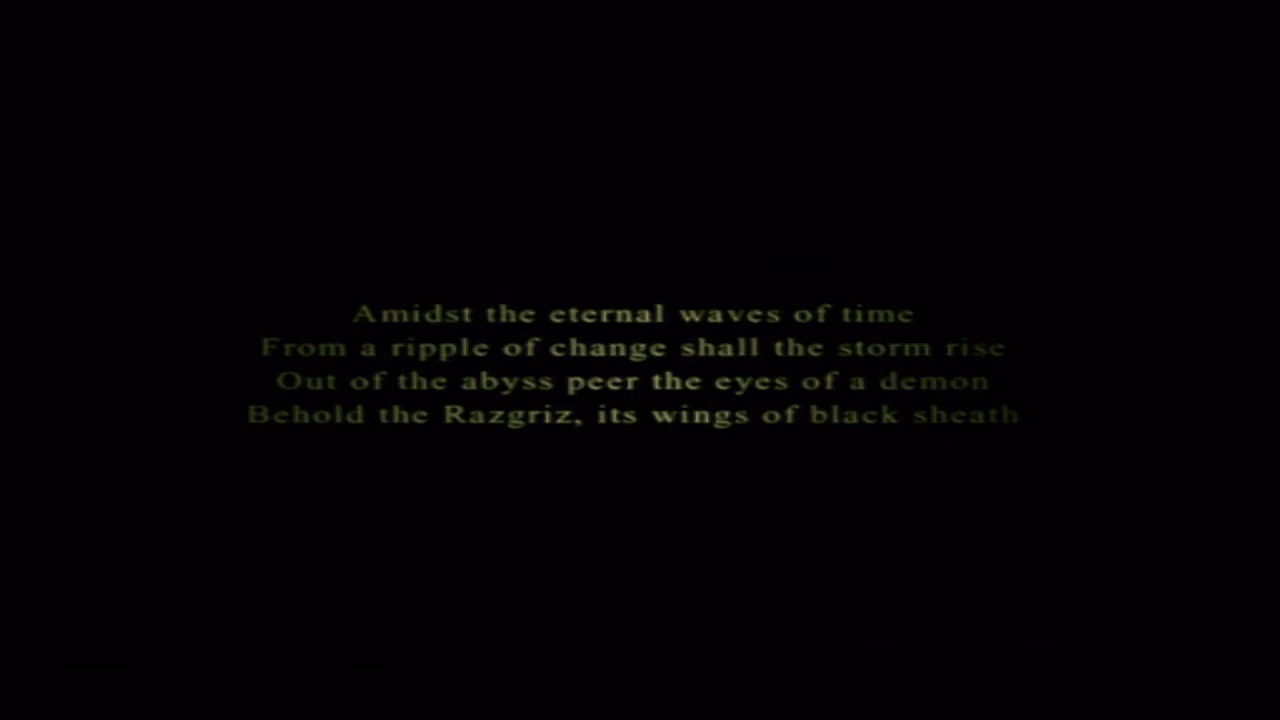 Amidst the eternal waves of time
From a ripple of change shall the storm rise
Out of the abyss peer the eyes of a demon
Behold the Razgriz, its wings of black sheath